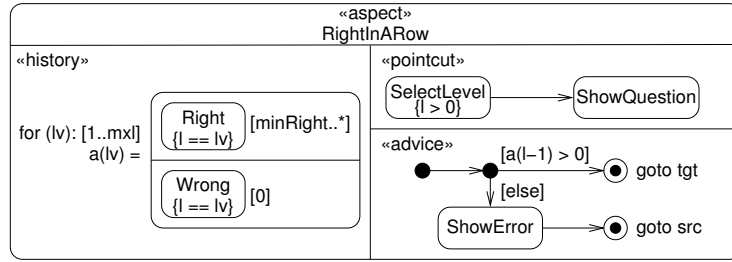 «aspect»
RightInARow
«history»
for (lv): [1..mxl]
a(lv) =
Right
{l == lv}
[minRight..*]
Wrong
{l == lv}
[0]
«pointcut»
SelectLevel
{l > 0}
ShowQuestion
«advice»
[a(l−1) > 0]
goto tgt
[else]
ShowError
goto src